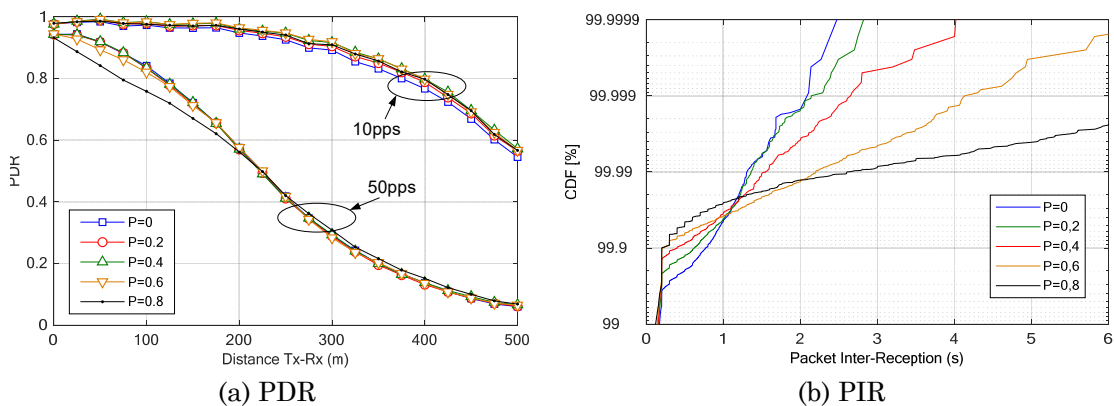 1
0.8
0.6
0.4
0.2
0
PDR
0
100
200
300
400
500
Distance Tx-Rx (m)
10pps
50pps
P=0
P=0.2
P=0.4
P=0.6
P=0.8
(a) PDR
99.9999
99.999
99.99
99.9
99
CDF [%]
0
1
2
3
4
5
6
Packet Inter-Reception (s)
P=0
P=0,2
P=0,4
P=0,6
P=0,8
(b) PIR